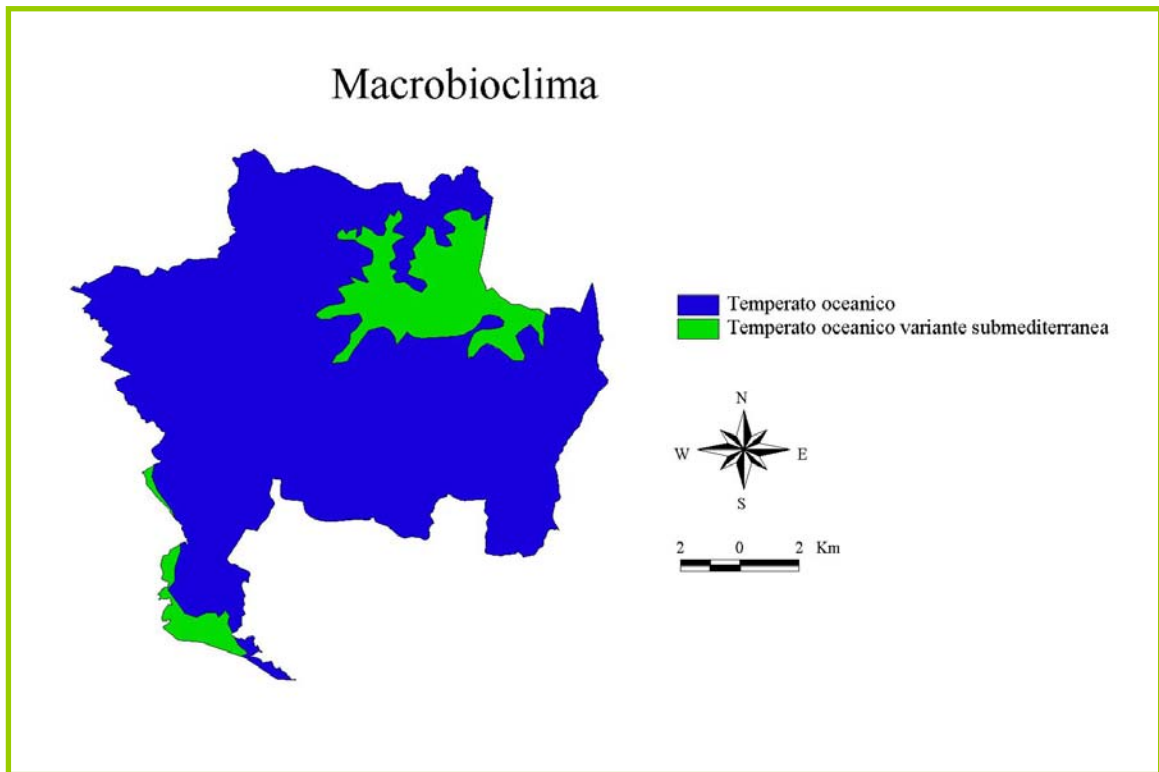 Macrobioclima
Temperato oceanico
Temperato oceanico variante submediterranea
N
W E
S
2 0 2 Km